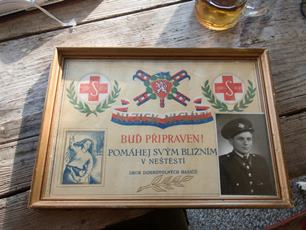 S
S
BUĎ PŘIPRAVEN!
POMÁHEJ SVÝM BLIŽNÍM
V NEŠTĚSTÍ
SBOR DOBROVOLNÝCH HASIČŮ